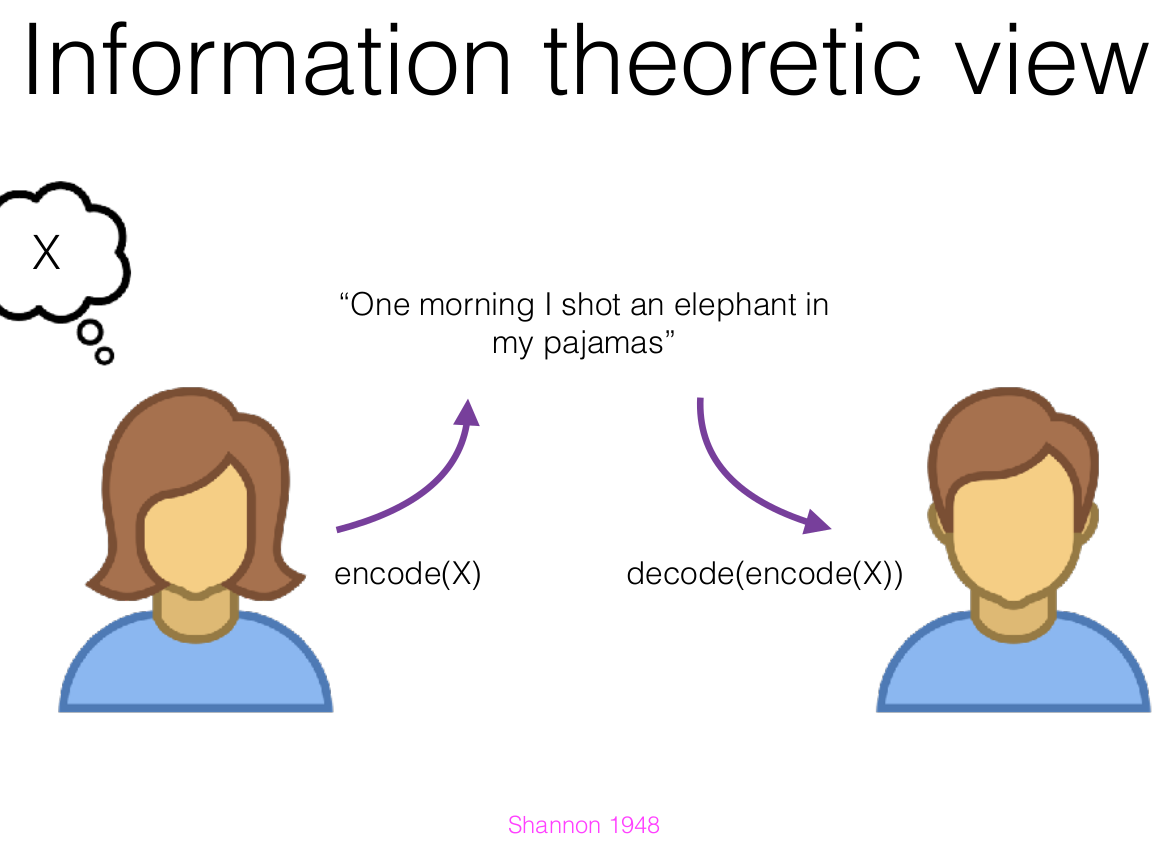 Information theoretic view
X
“One morning I shot an elephant in
my pajamas”
encode(X)
decode(encode(X))
Shannon 1948